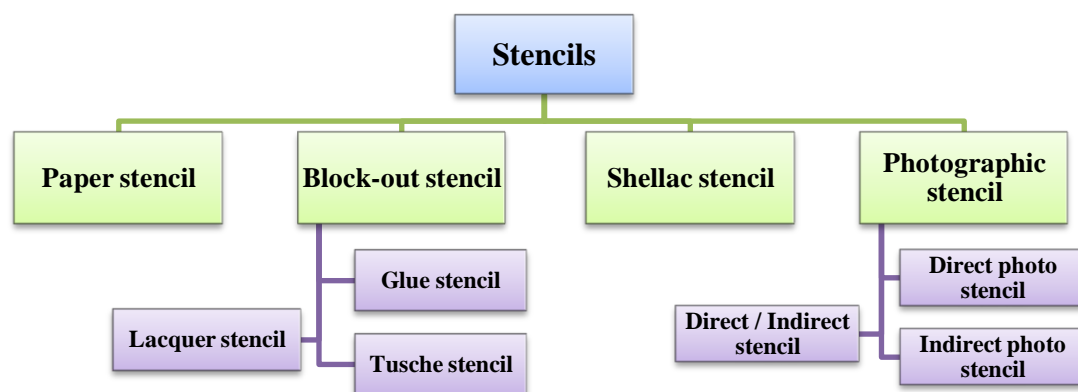 Stencils
Paper stencil
Block-out stencil
Shellac stencil
Photographic
stencil
Glue stencil
Lacquer stencil
Tusche stencil
Direct photo
stencil
Direct / Indirect
stencil
Indirect photo
stencil